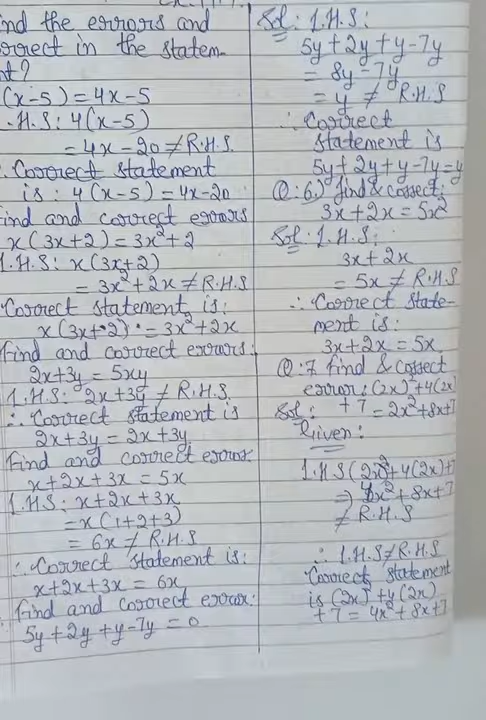 nd the errors and
orrect in the statem-
nt?
(x-5) = 4x-5
.H.S: 4(x-5)
= 4x-20 ≠ R.H.S
∴ Correct statement
is: 4(x-5) = 4x-20
ind and correct errors
x(3x+2) = 3x²+2
L.H.S: x(3x+2)
= 3x²+2x ≠ R.H.S
Correct statement is:
x(3x+2) = 3x²+2x
Find and correct errors:
2x+3y = 5xy
L.H.S: 2x+3y ≠ R.H.S
∴ Correct statement is
2x+3y = 2x+3y
Find and correct error
x+2x+3x = 5x
L.H.S: x+2x+3x
= x(1+2+3)
= 6x ≠ R.H.S
∴ Correct statement is:
x+2x+3x = 6x
Find and correct error:
5y+2y+y-7y = 0
Sol: L.H.S:
5y+2y+y-7y
= 8y-7y
= y ≠ R.H.S
∴ Correct
statement is
5y+2y+y-7y=y
Q:6) find & correct:
3x+2x = 5x²
Sol: L.H.S:
3x+2x
= 5x ≠ R.H.S
∴ Correct state-
ment is:
3x+2x = 5x
Q:7 find & correct
error: (2x)²+4(2x)
+7 = 2x²+8x+7
Sol:
Given:
L.H.S (2x)²+4(2x)+7
⇒ 4x²+8x+7
≠ R.H.S
∴ L.H.S ≠ R.H.S
Correct statement
is (2x)²+4(2x)
+7 = 4x²+8x+7